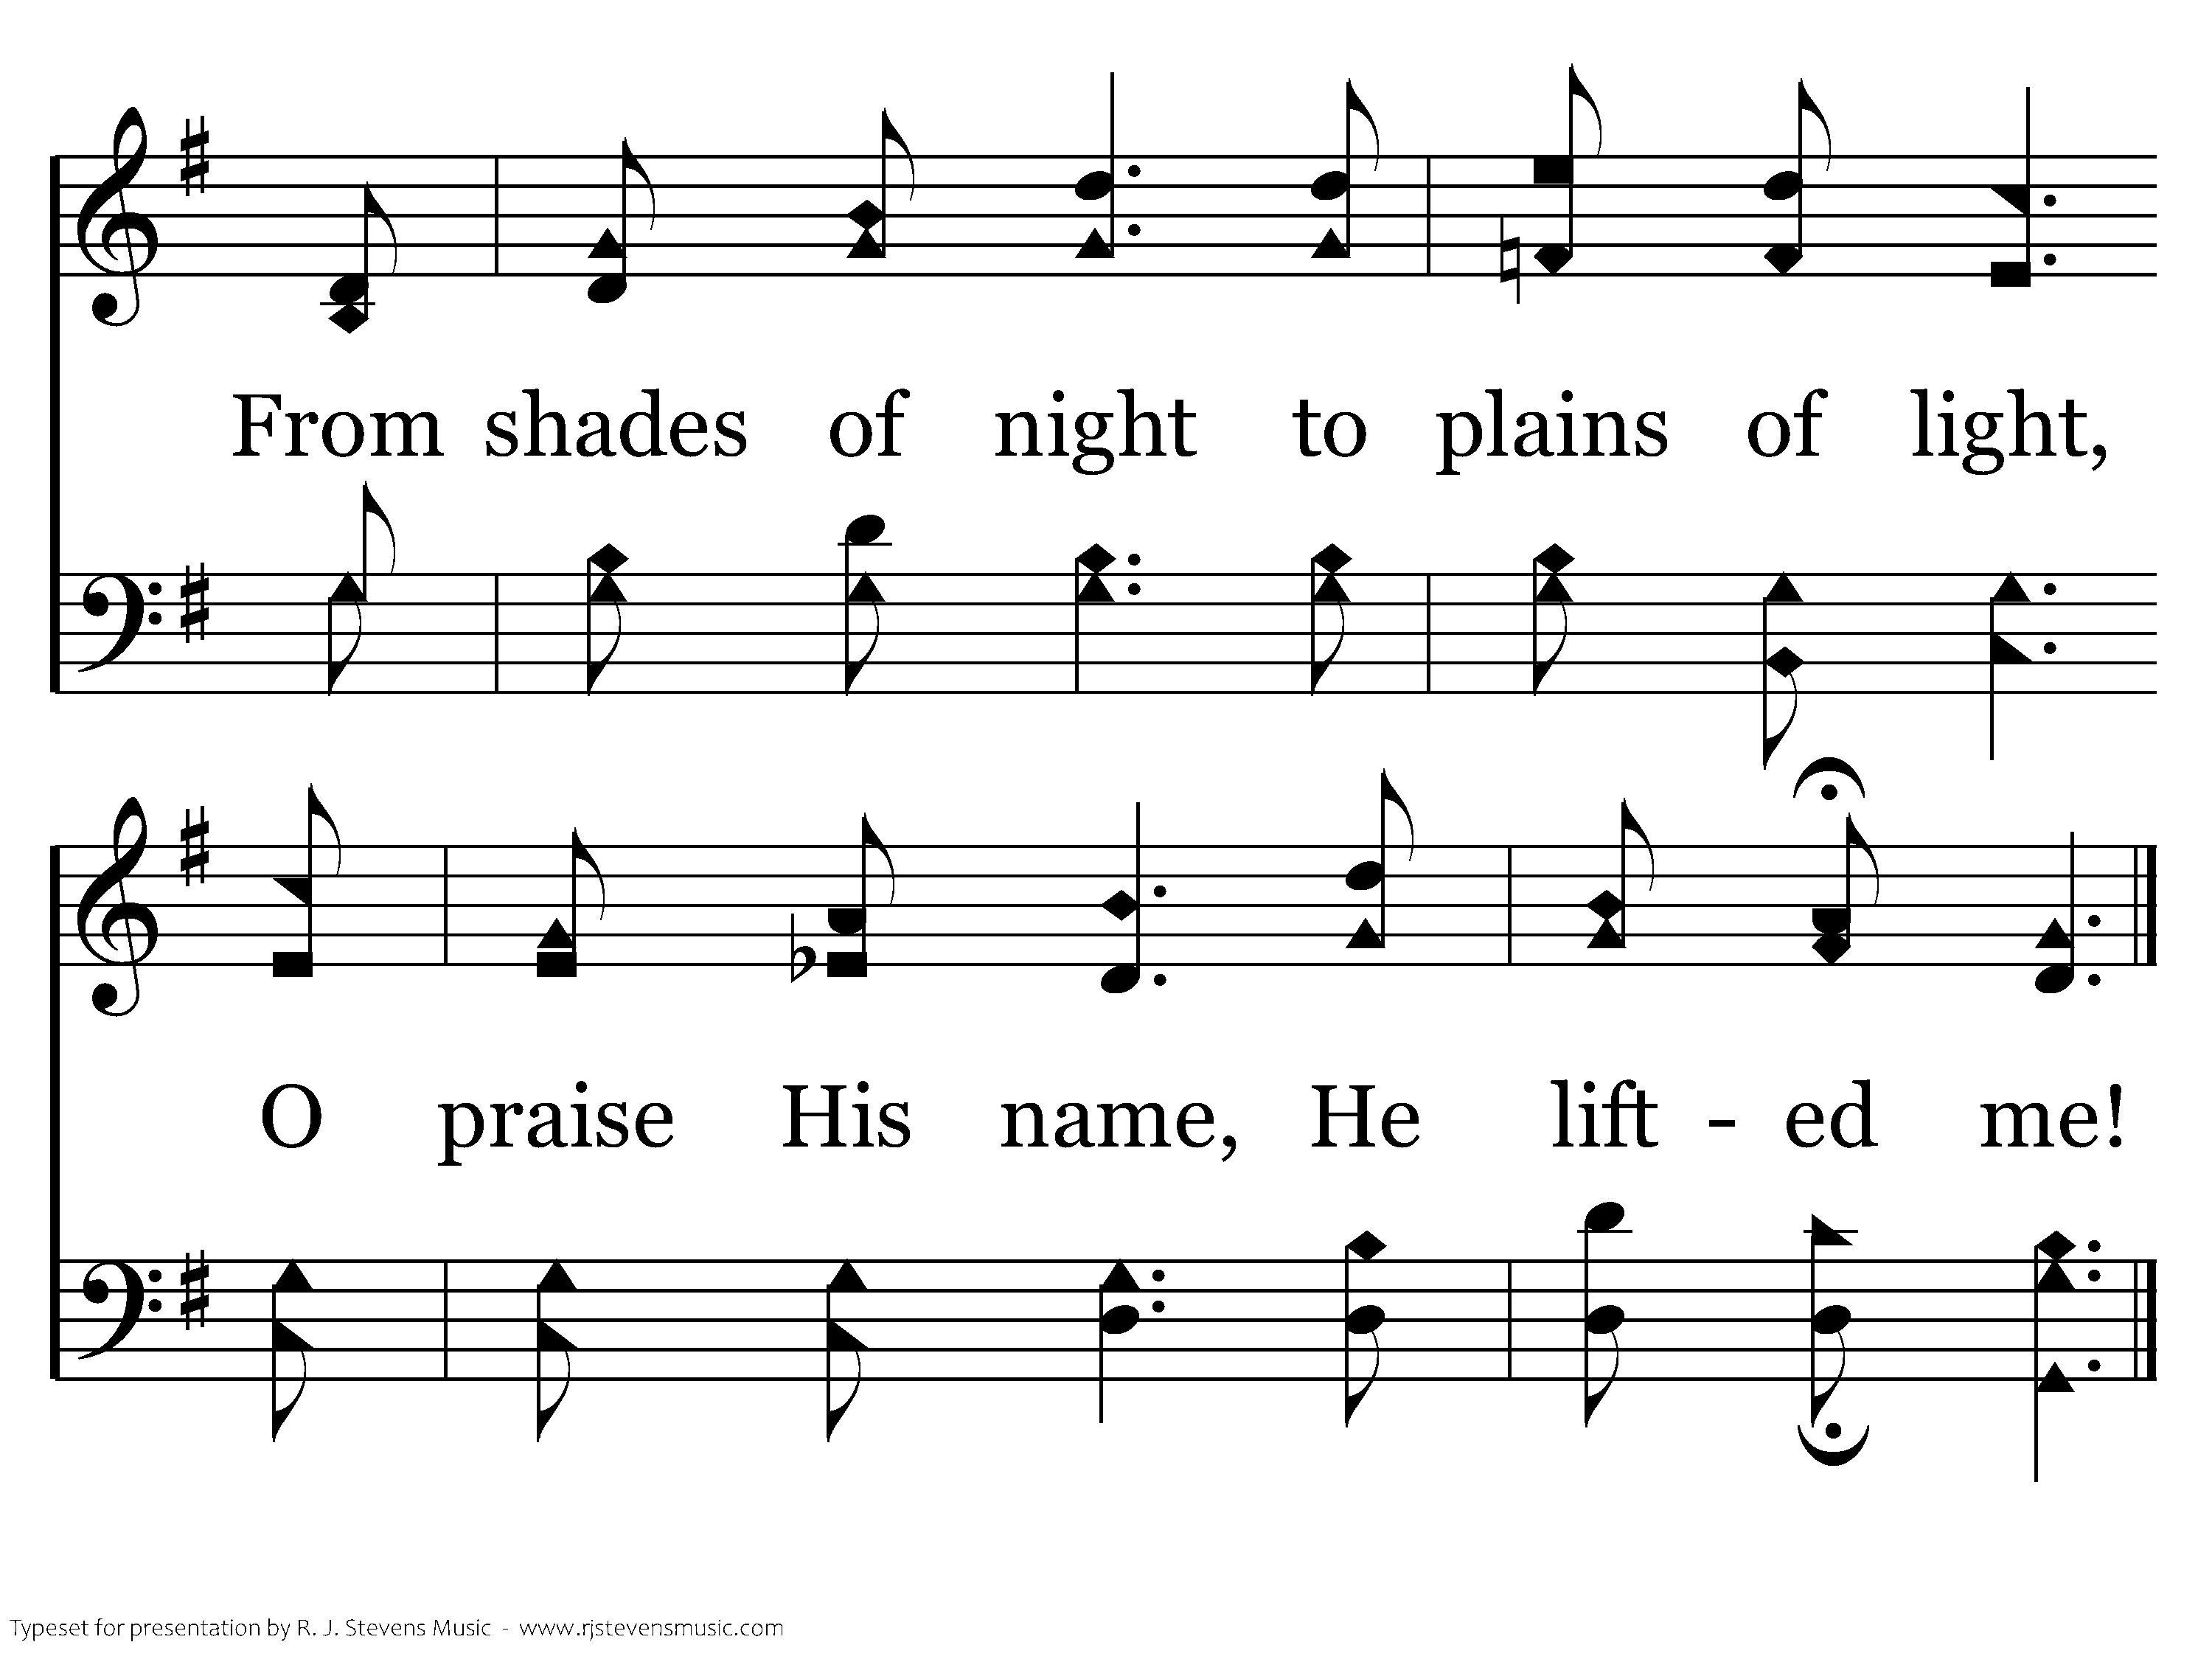 From shades of night to plains of light,
O praise His name, He lift - ed me!
Typeset for presentation by R. J. Stevens Music - www.rjstevensmusic.com